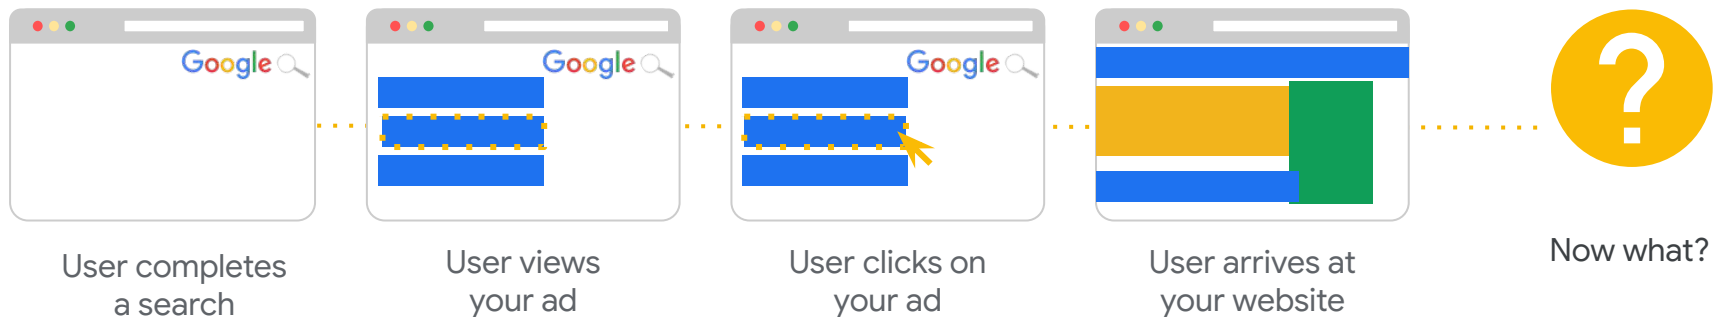 Google
Google
Google
?
User completes
a search
User views
your ad
User clicks on
your ad
User arrives at
your website
Now what?